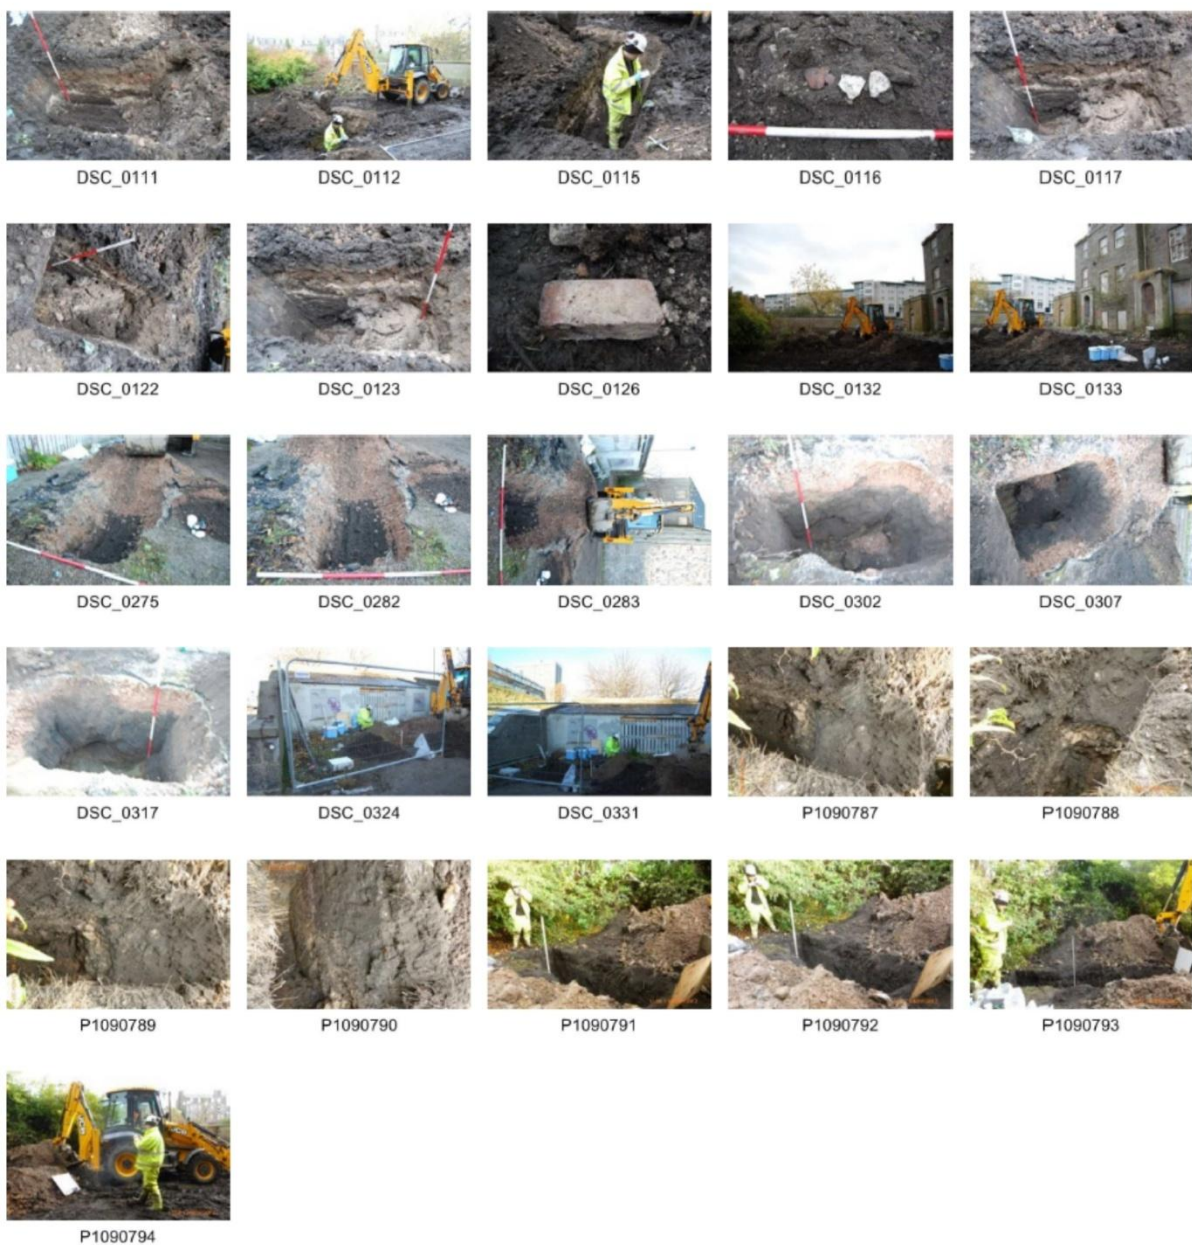 DSC_0111 DSC_0112 DSC_0115 DSC_0116 DSC_0117
DSC_0122 DSC_0123 DSC_0126 DSC_0132 DSC_0133
DSC_0275 DSC_0282 DSC_0283 DSC_0302 DSC_0307
DSC_0317 DSC_0324 DSC_0331 P1090787 P1090788
P1090789 P1090790 P1090791 P1090792 P1090793
P1090794